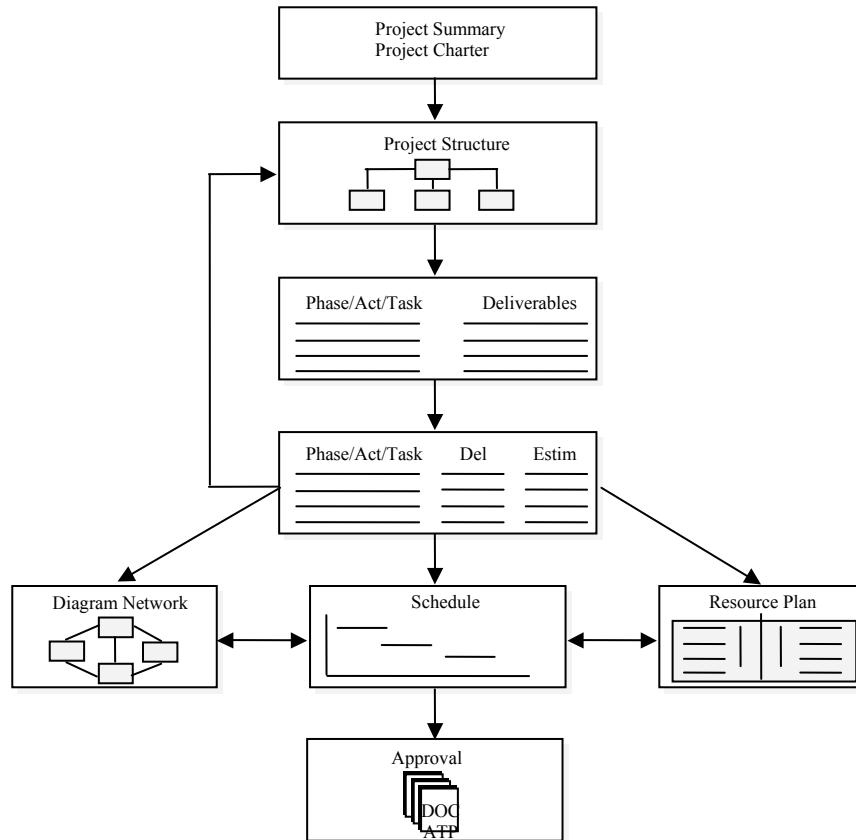 Project Summary
Project Charter
Project Structure
Phase/Act/Task Deliverables
Phase/Act/Task Del Estim
Diagram Network
Schedule
Resource Plan
Approval
DOC
ATP